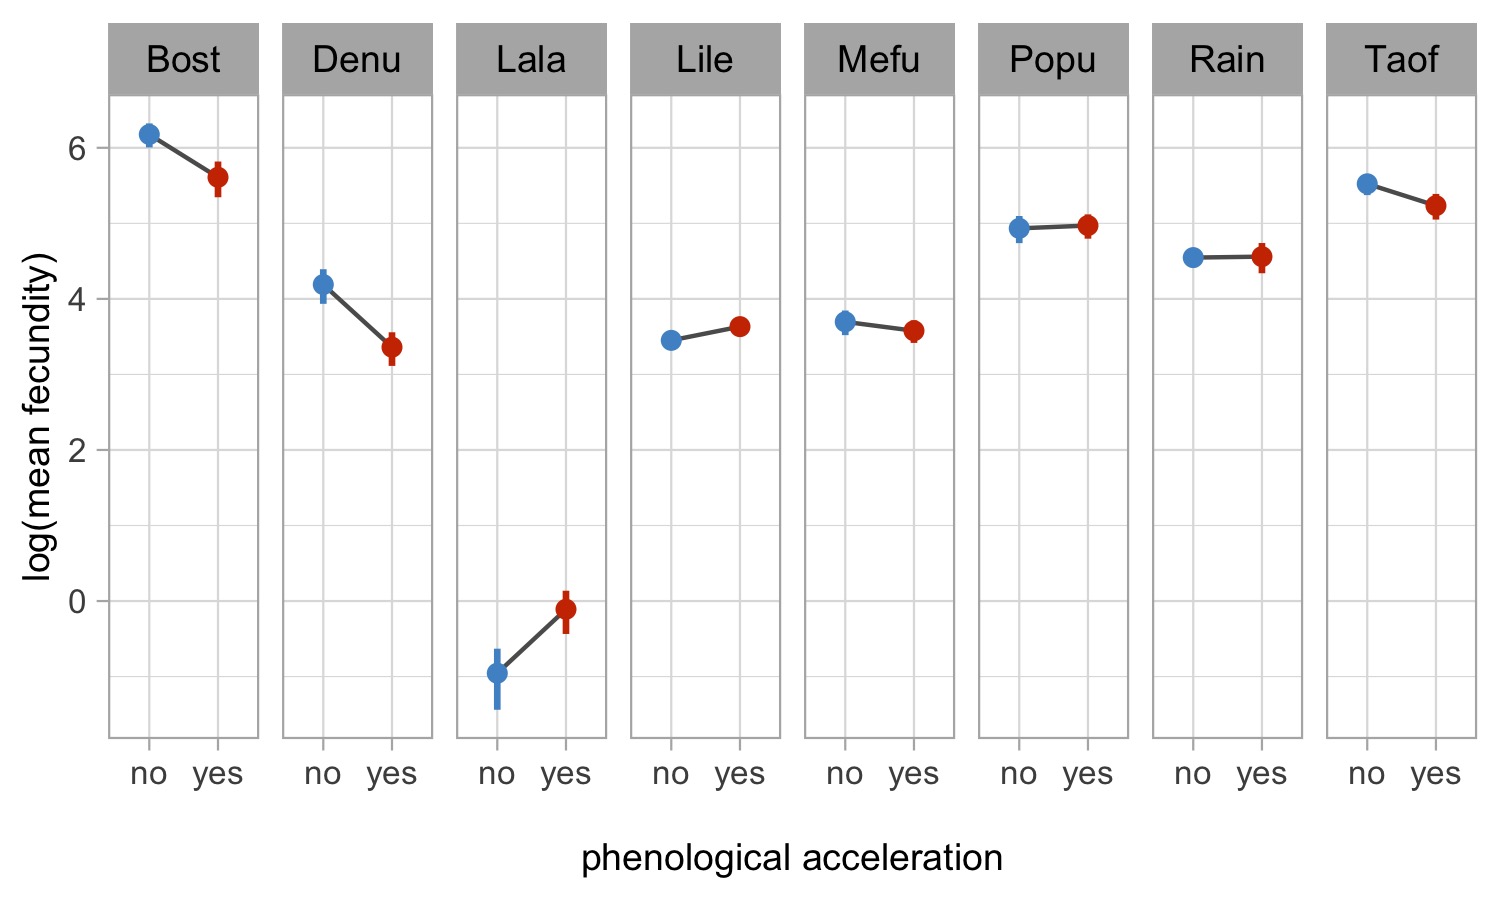 Bost Denu Lala Lile Mefu Popu Rain Taof
log(mean fecundity)
6
4
2
0
no yes no yes no yes no yes no yes no yes no yes no yes
phenological acceleration